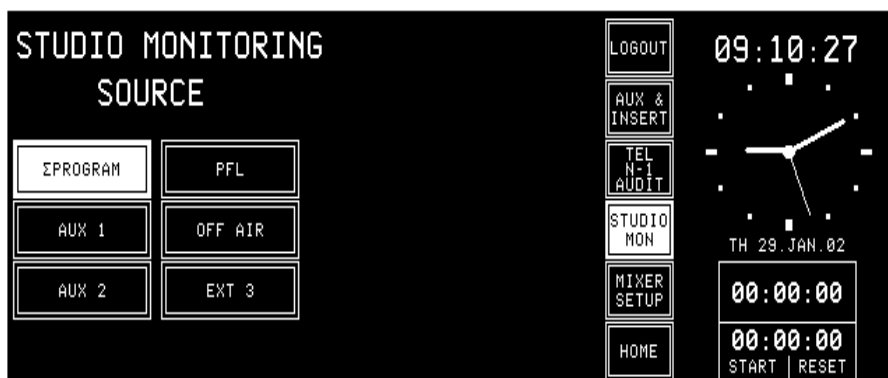 STUDIO MONITORING
SOURCE
ΣPROGRAM
PFL
AUX 1
OFF AIR
AUX 2
EXT 3
LOGOUT
AUX &
INSERT
TEL
N-1
AUDIT
STUDIO
MON
MIXER
SETUP
HOME
09:10:27
TH 29.JAN.02
00:00:00
00:00:00
START | RESET